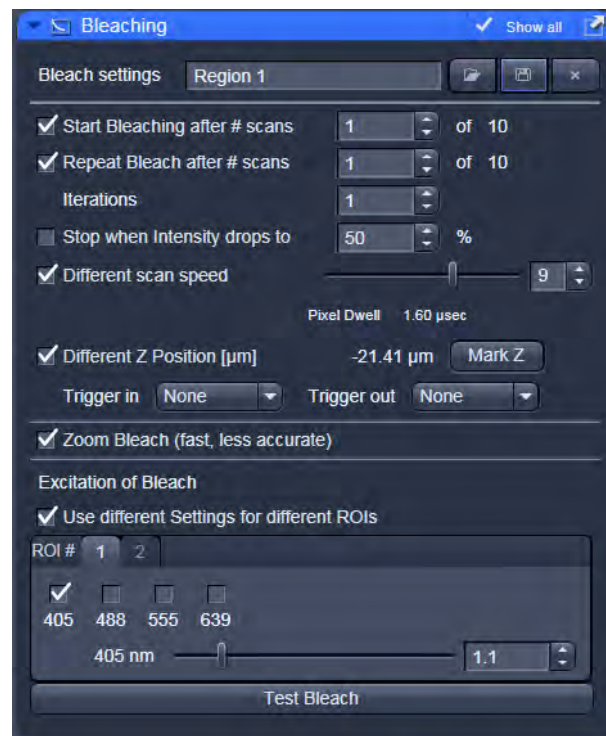 Bleaching Show all
Bleach settings Region 1
Start Bleaching after # scans 1 of 10
Repeat Bleach after # scans 1 of 10
Iterations 1
Stop when Intensity drops to 50 %
Different scan speed 9
Pixel Dwell 1.60 µsec
Different Z Position [µm] -21.41 µm Mark Z
Trigger in None Trigger out None
Zoom Bleach (fast, less accurate)
Excitation of Bleach
Use different Settings for different ROIs
ROI # 1 2
405 488 555 639
405 nm 1.1
Test Bleach